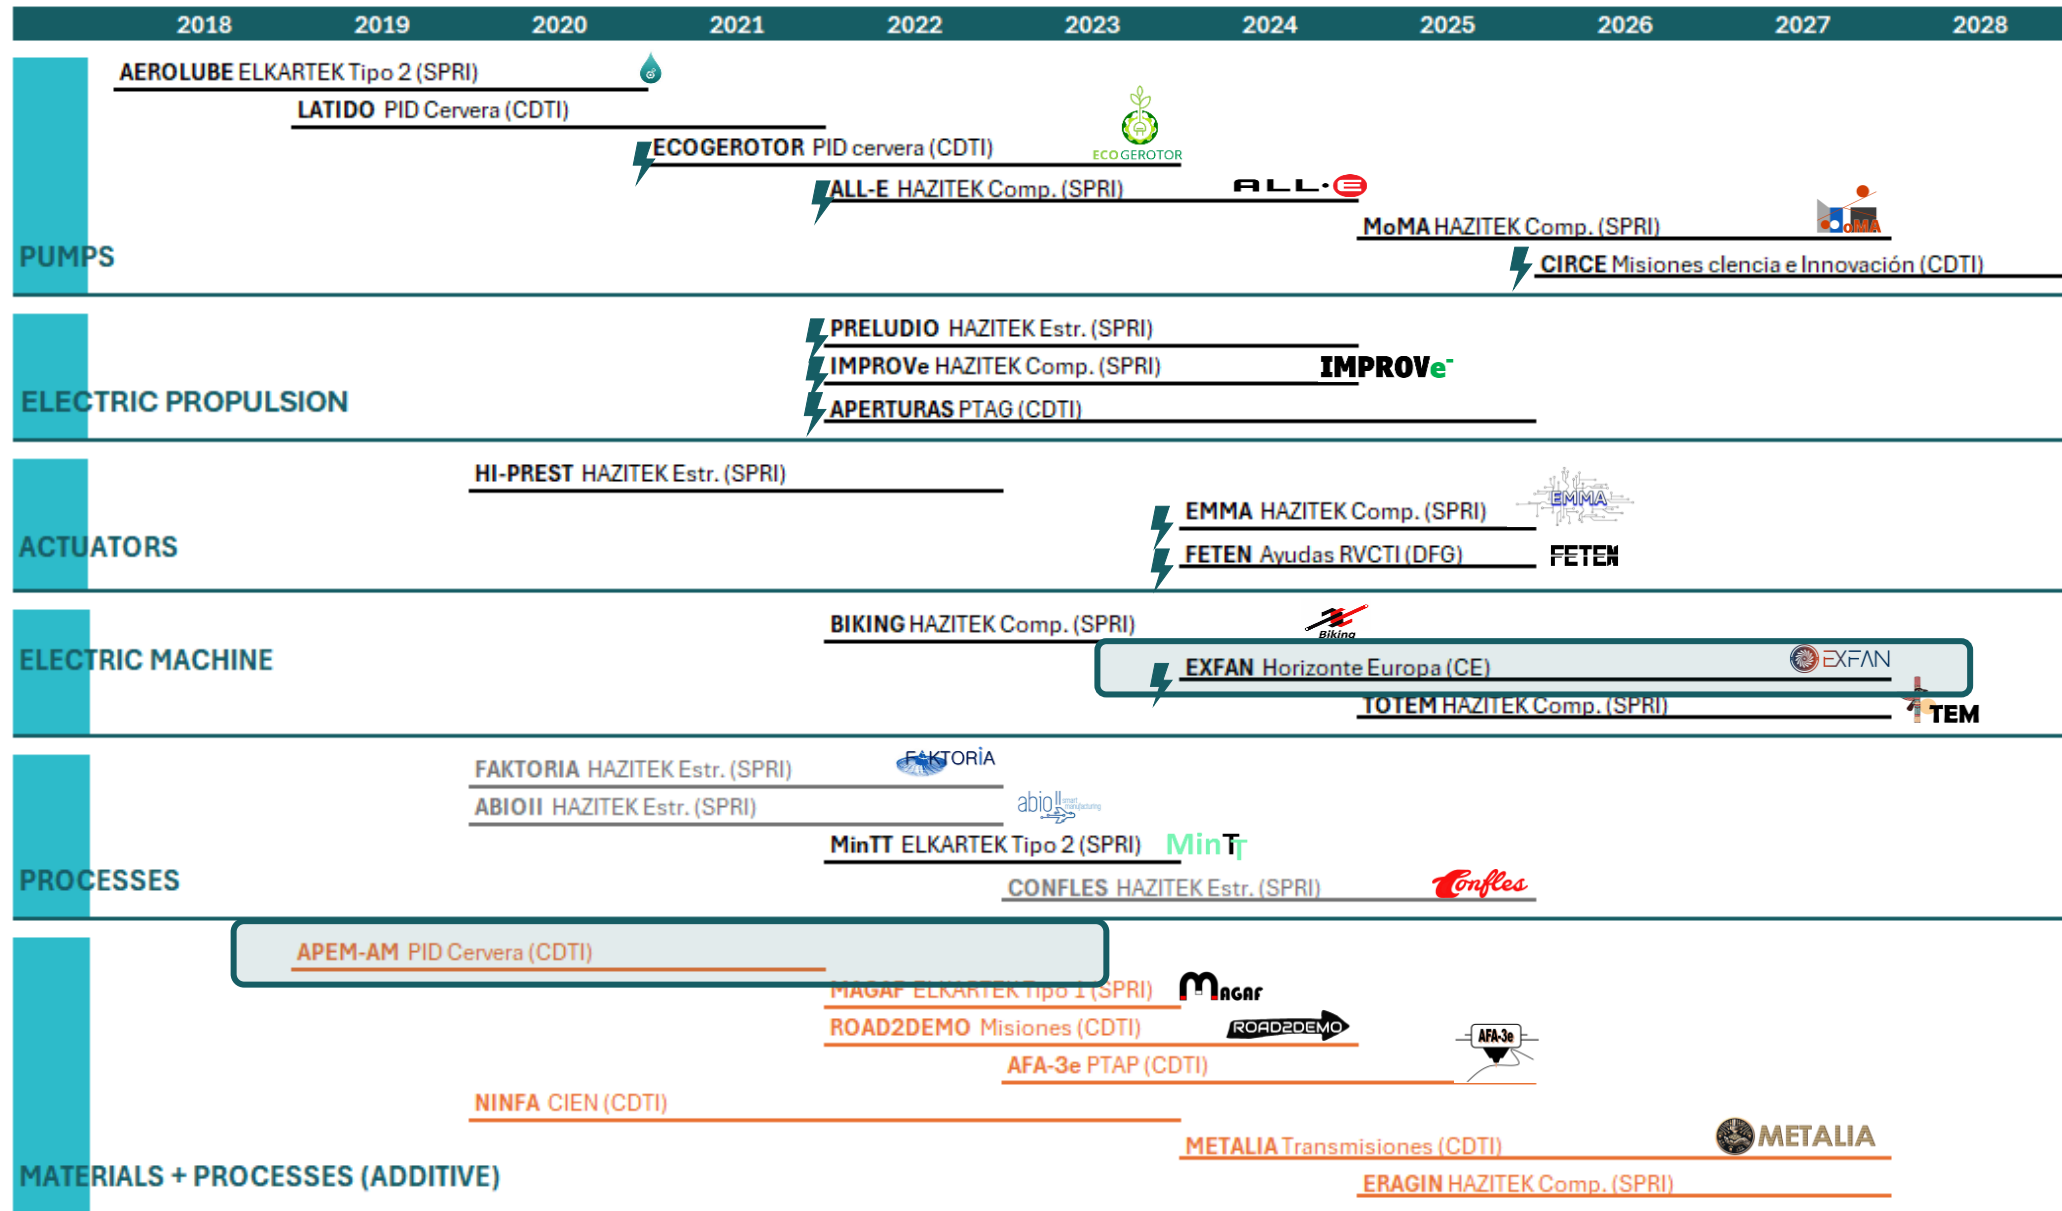 2018 2019 2020 2021 2022 2023 2024 2025 2026 2027 2028
AEROLUBE ELKARTEK Tipo 2 (SPRI)
LATIDO PID Cervera (CDTI)
ECOGEROTOR PID cervera (CDTI)
ECOGEROTOR
ALL-E HAZITEK Comp. (SPRI)
ALL·E
MoMA HAZITEK Comp. (SPRI)
MoMA
PUMPS
CIRCE Misiones clencia e Innovación (CDTI)
PRELUDIO HAZITEK Estr. (SPRI)
IMPROVe HAZITEK Comp. (SPRI)
IMPROVe-
ELECTRIC PROPULSION
APERTURAS PTAG (CDTI)
HI-PREST HAZITEK Estr. (SPRI)
EMMA HAZITEK Comp. (SPRI)
EMMA
ACTUATORS
FETEN Ayudas RVCTI (DFG)
FETEN
BIKING HAZITEK Comp. (SPRI)
Biking
ELECTRIC MACHINE
EXFAN Horizonte Europa (CE)
EXFAN
TOTEM HAZITEK Comp. (SPRI)
TEM
FAKTORIA HAZITEK Estr. (SPRI)
FAKTORiA
ABIOII HAZITEK Estr. (SPRI)
abioII smart manufacturing
MinTT ELKARTEK Tipo 2 (SPRI)
MinTT
PROCESSES
CONFLES HAZITEK Estr. (SPRI)
Confles
APEM-AM PID Cervera (CDTI)
MAGAF ELKARTEK Tipo 1 (SPRI)
MAGAF
ROAD2DEMO Misiones (CDTI)
ROAD2DEMO
AFA-3e PTAP (CDTI)
AFA-3e
NINFA CIEN (CDTI)
METALIA Transmisiones (CDTI)
METALIA
MATERIALS + PROCESSES (ADDITIVE)
ERAGIN HAZITEK Comp. (SPRI)